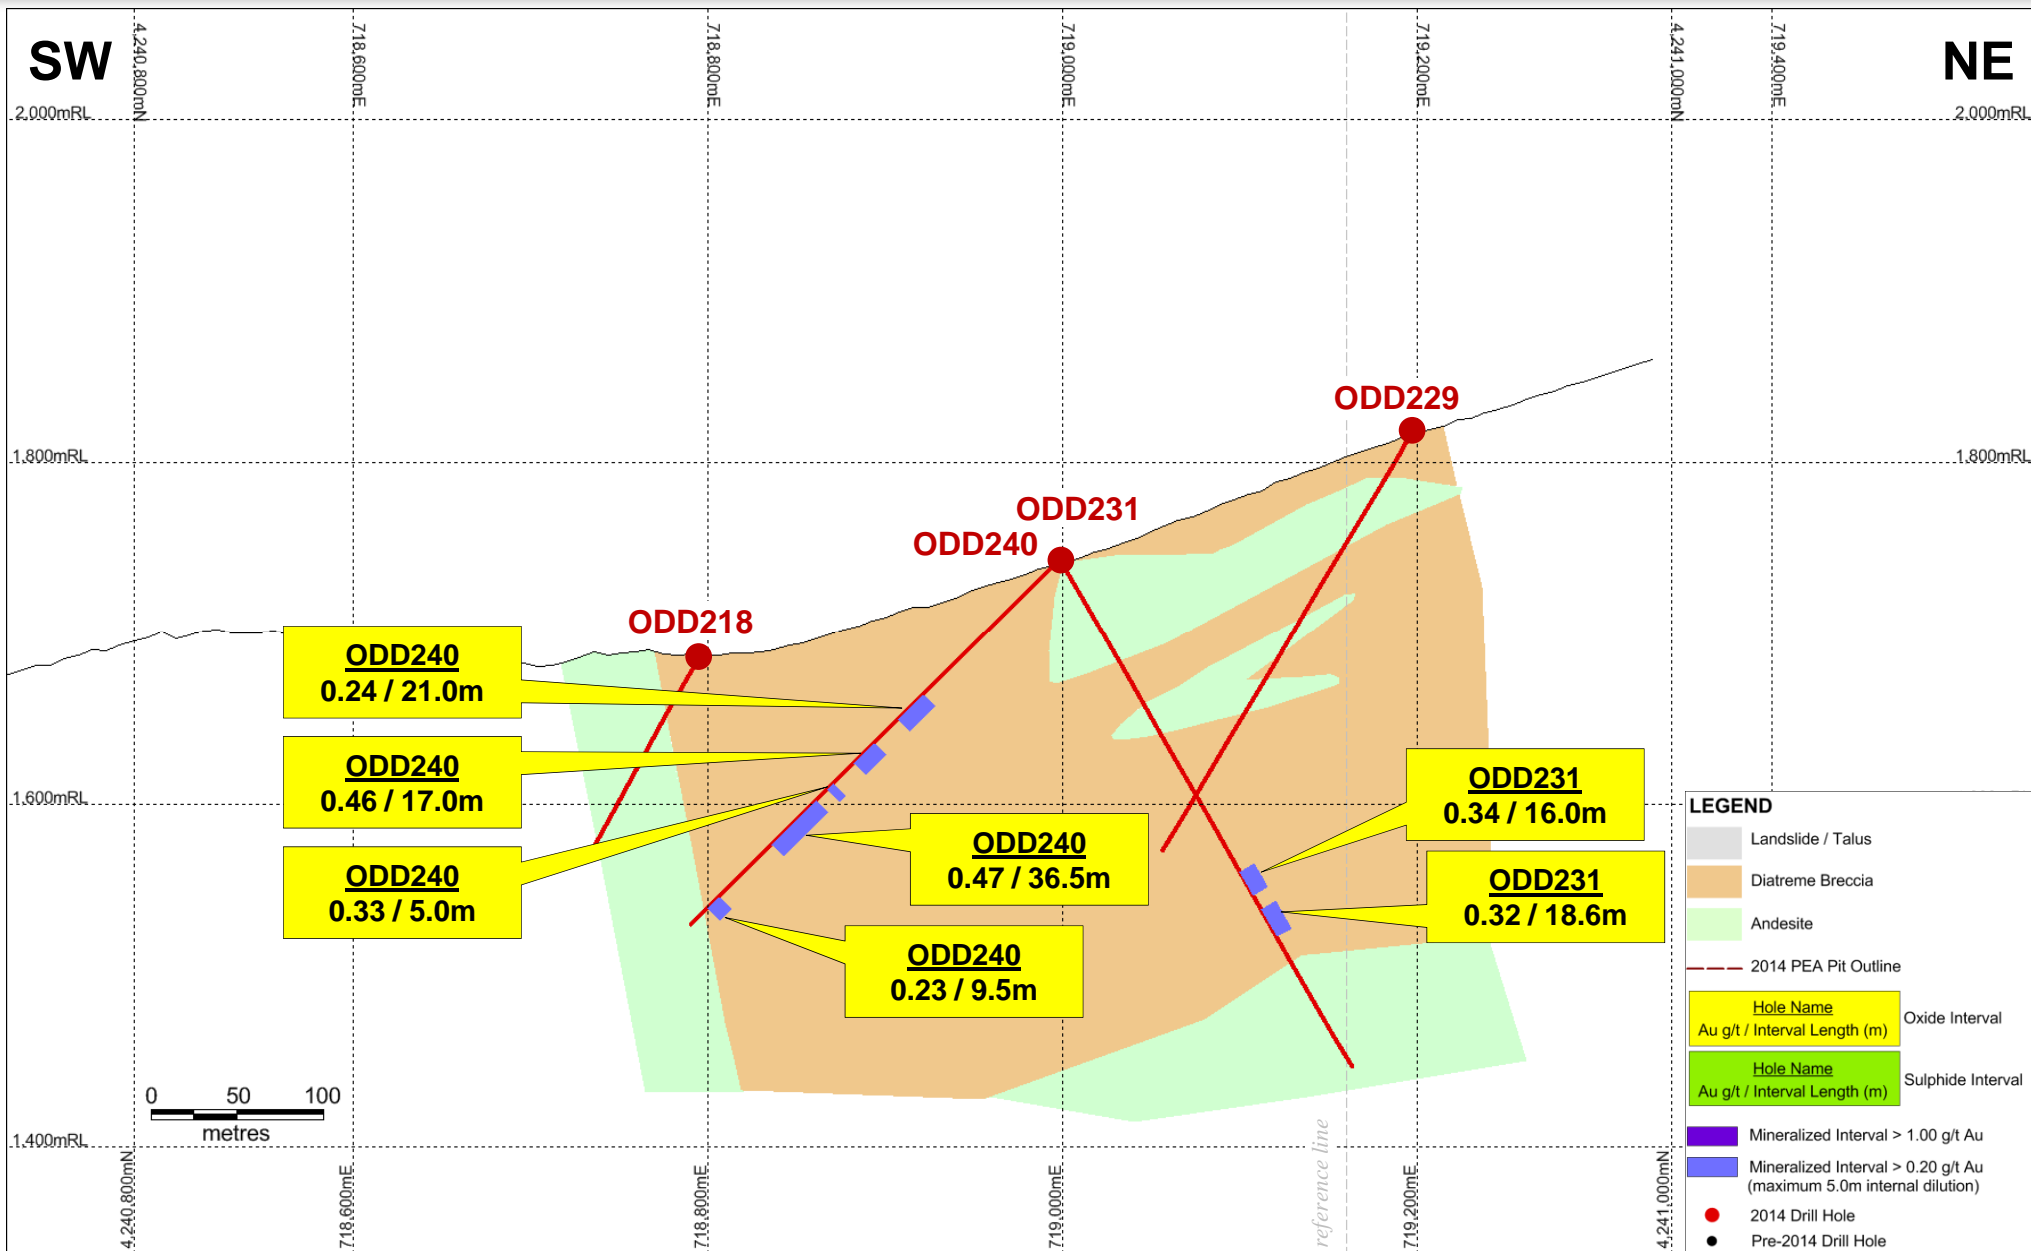 SW
NE
4,240,800mN
718,600mE
718,800mE
719,000mE
719,200mE
4,241,000mN
719,400mE
2,000mRL
2,000mRL
ODD229
1,800mRL
1,800mRL
ODD231
ODD240
ODD218
ODD240
0.24 / 21.0m
ODD240
0.46 / 17.0m
ODD240
0.33 / 5.0m
ODD240
0.47 / 36.5m
ODD240
0.23 / 9.5m
ODD231
0.34 / 16.0m
ODD231
0.32 / 18.6m
1,600mRL
LEGEND
Landslide / Talus
Diatreme Breccia
Andesite
2014 PEA Pit Outline
Hole Name
Au g/t / Interval Length (m)
Oxide Interval
Hole Name
Au g/t / Interval Length (m)
Sulphide Interval
Mineralized Interval > 1.00 g/t Au
Mineralized Interval > 0.20 g/t Au
(maximum 5.0m internal dilution)
2014 Drill Hole
Pre-2014 Drill Hole
0 50 100
metres
1,400mRL
4,240,800mN
718,600mE
718,800mE
719,000mE
reference line
719,200mE
4,241,000mN